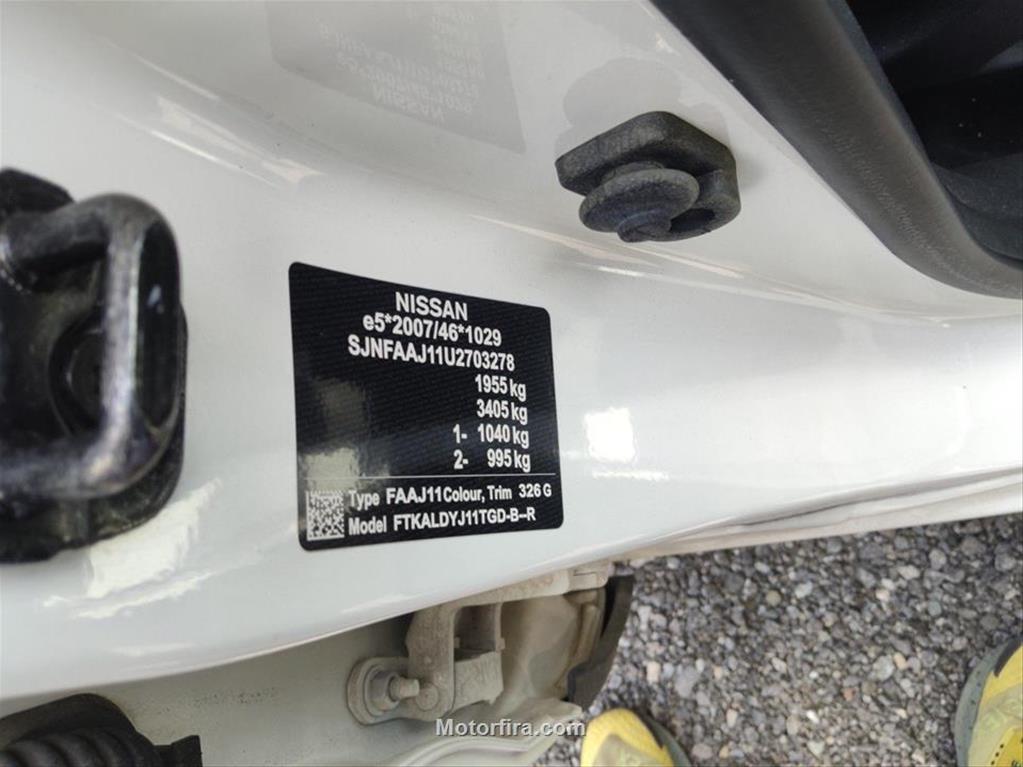 NISSAN
e5*2007/46*1029
SJNFAAJ11U2703278
1955 kg
3405 kg
1- 1040 kg
2- 995 kg
Type FAAJ11 Colour, Trim 326 G
Model FTKALDYJ11TGD-B--R
Motorfira.com